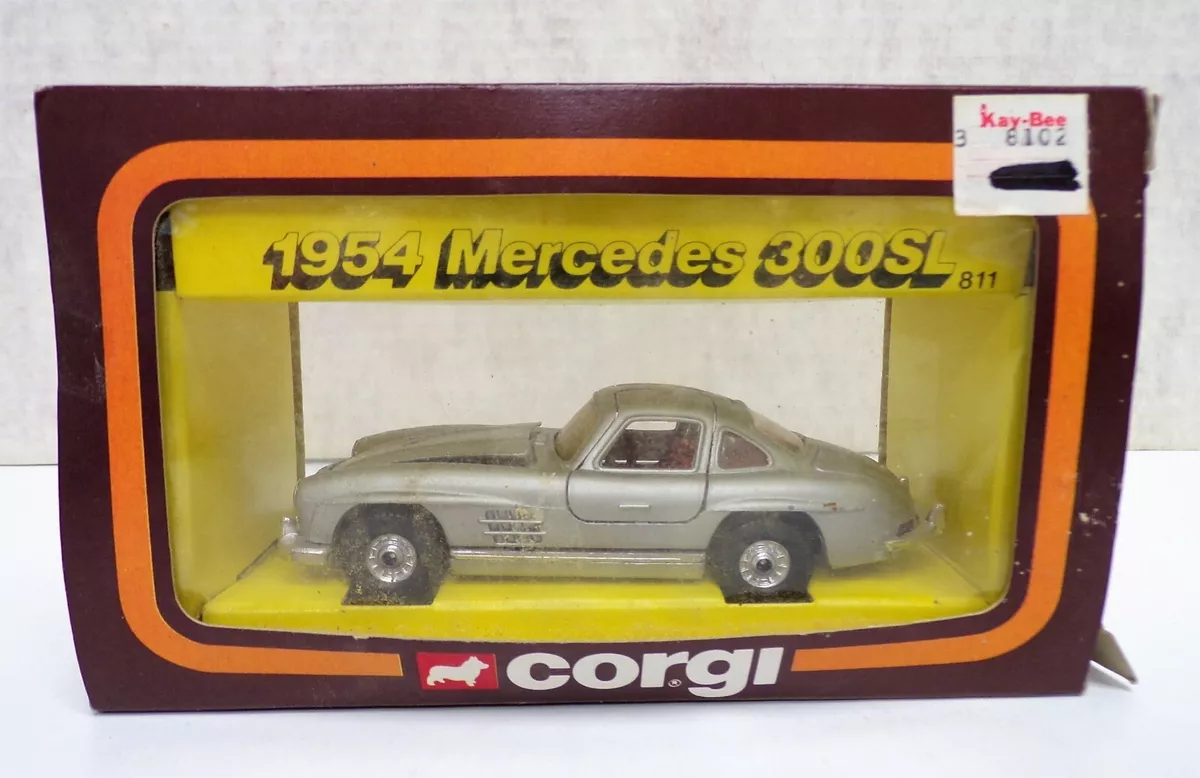 Kay-Bee
3 8102
1954 Mercedes 300SL
811
corgi®